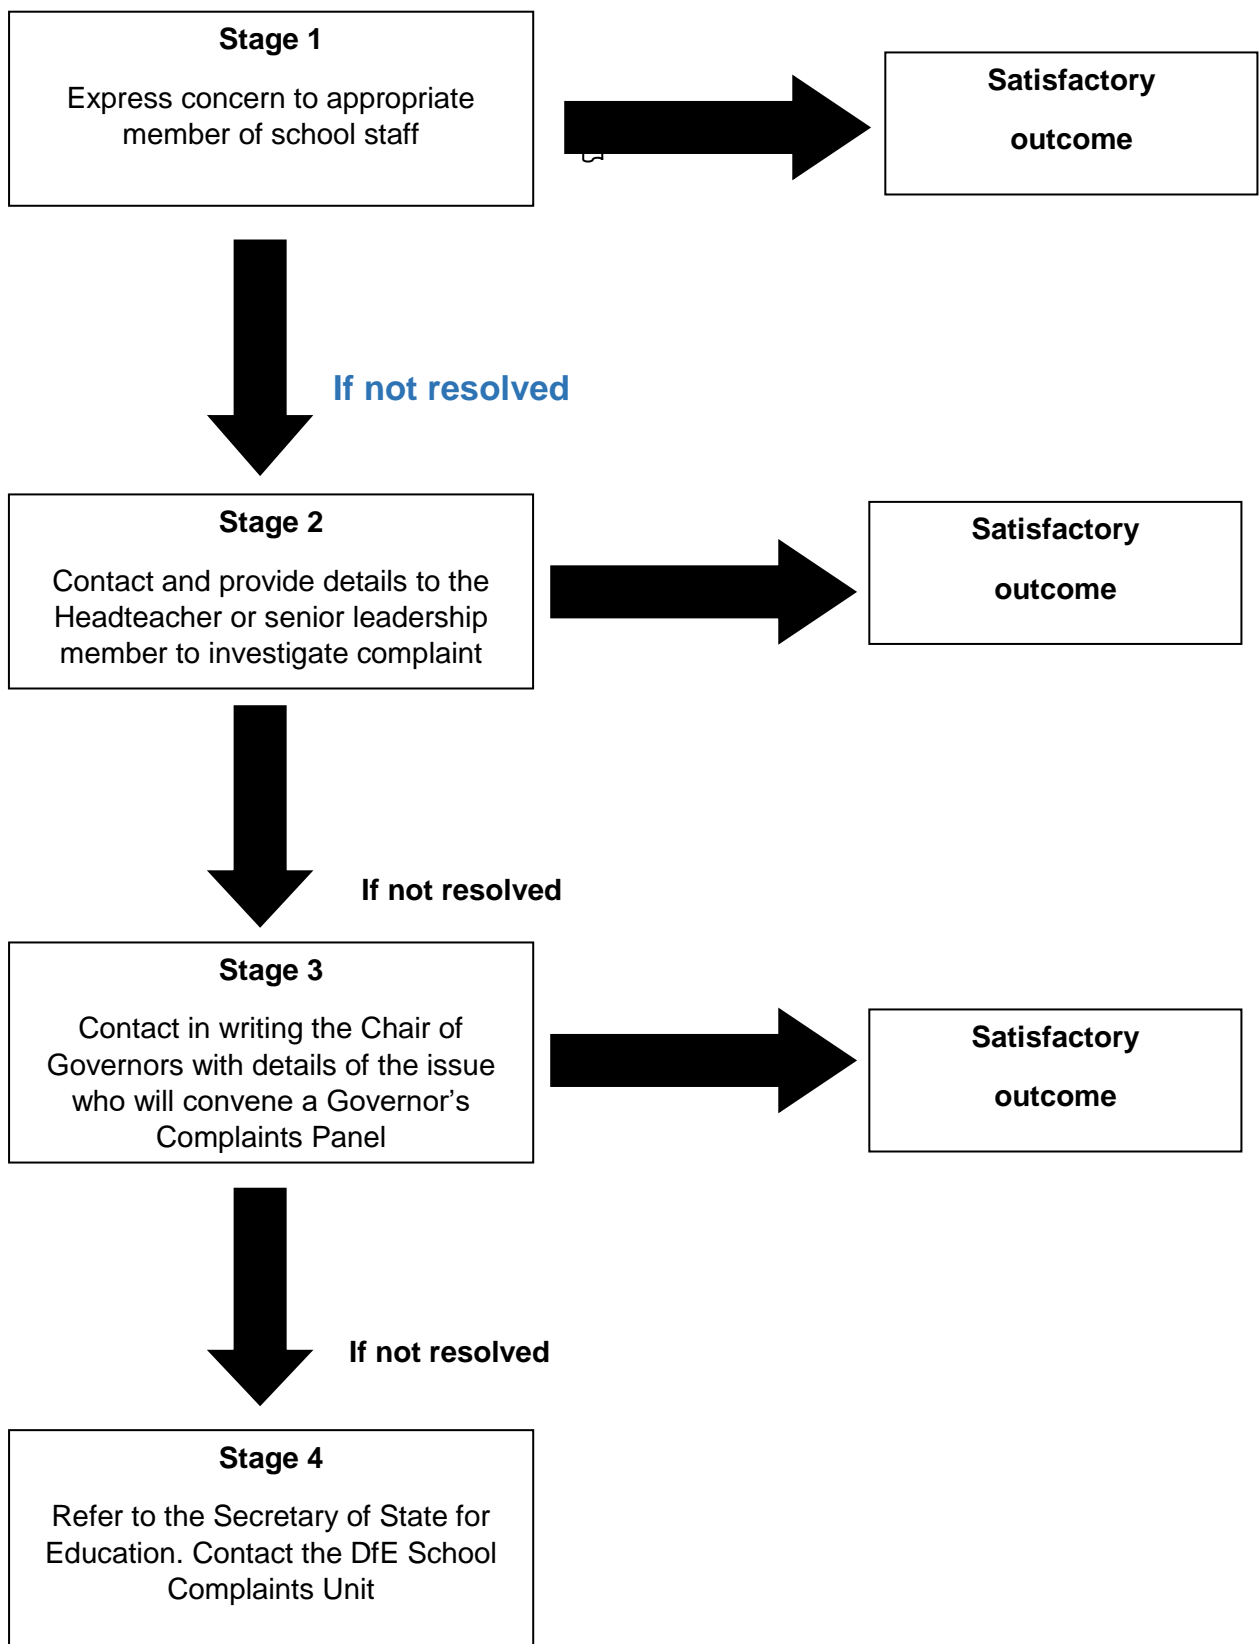 Stage 1
Express concern to appropriate
member of school staff
Satisfactory
outcome
If not resolved
Stage 2
Contact and provide details to the
Headteacher or senior leadership
member to investigate complaint
Satisfactory
outcome
If not resolved
Stage 3
Contact in writing the Chair of
Governors with details of the issue
who will convene a Governor’s
Complaints Panel
Satisfactory
outcome
If not resolved
Stage 4
Refer to the Secretary of State for
Education. Contact the DfE School
Complaints Unit